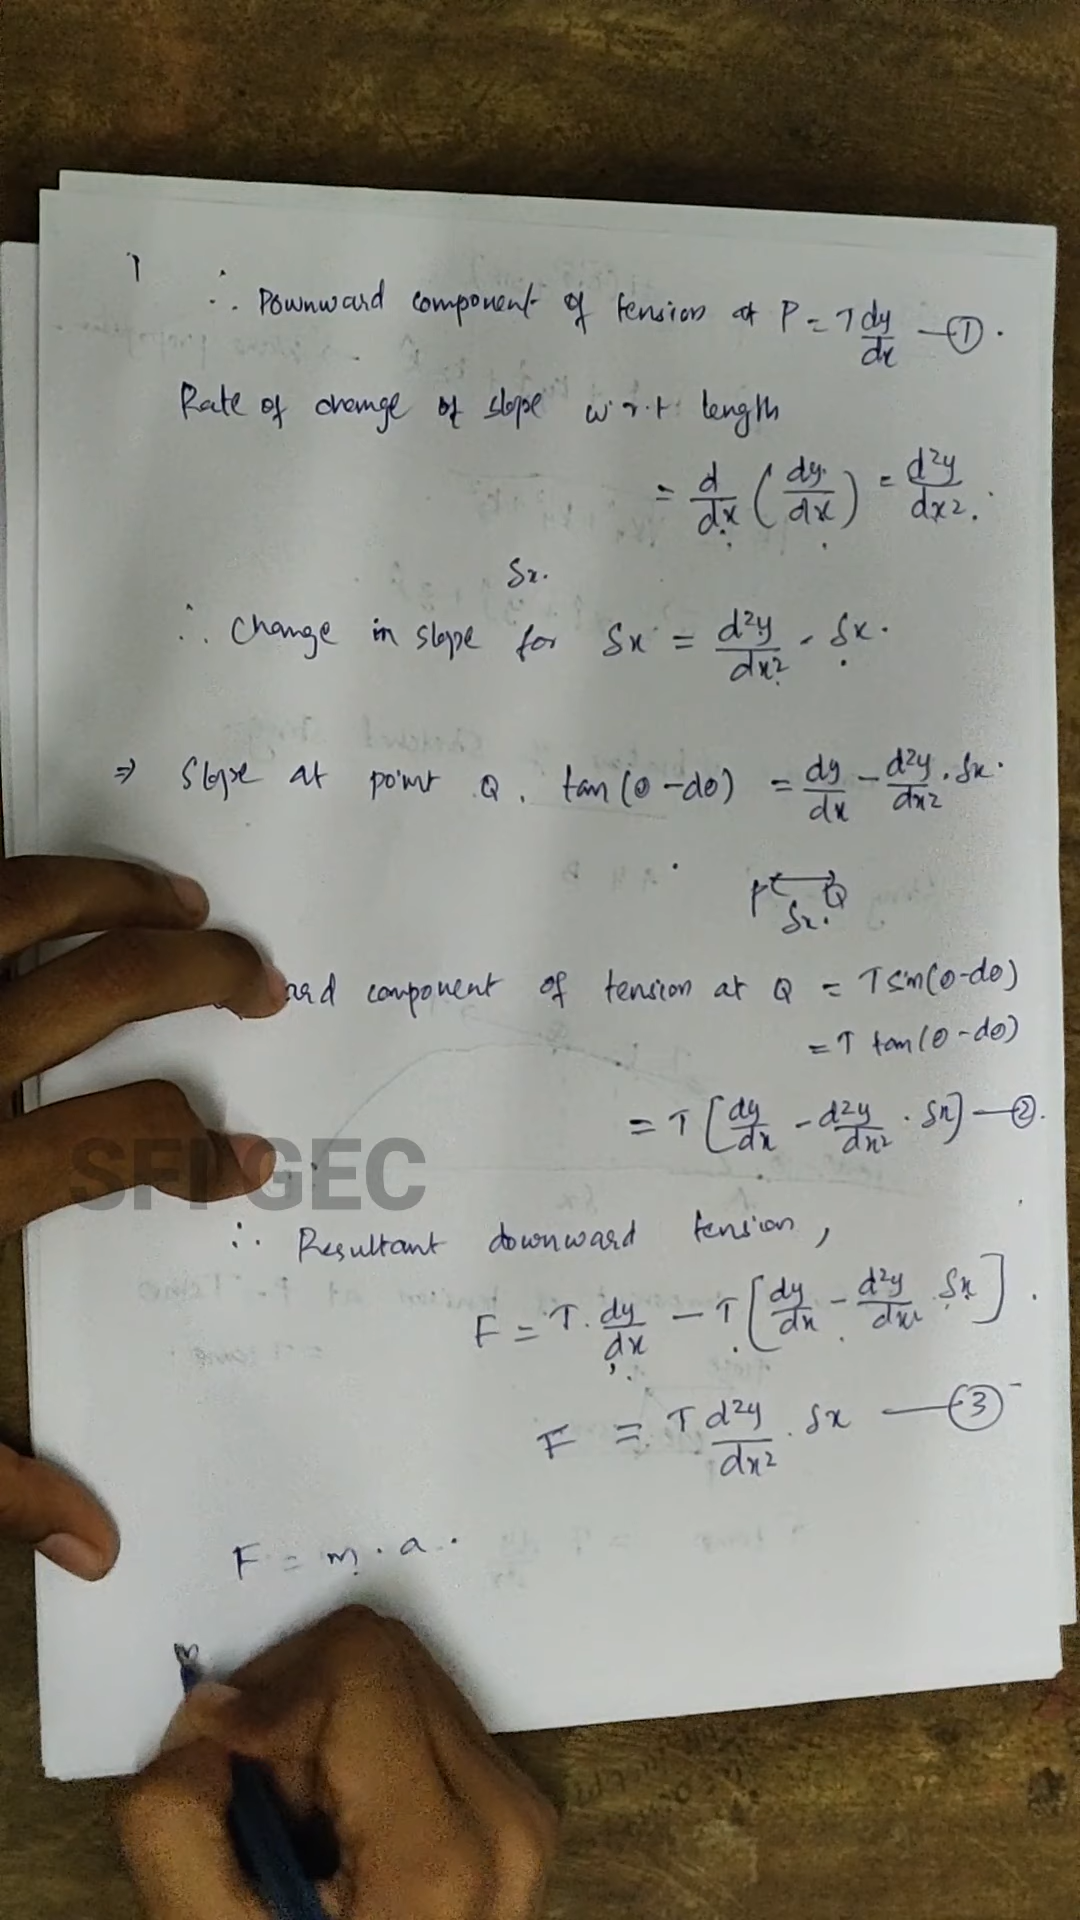 ∴ Downward component of tension at P = T dy/dx — ①.
Rate of change of slope w.r.t length
= d/dx (dy/dx) = d²y/dx².
δx.
∴ Change in slope for δx = d²y/dx² · δx.
⇒ Slope at point Q, tan(θ-dθ) = dy/dx - d²y/dx² . δx.
P Q
δx.
ard component of tension at Q = T sin(θ-dθ)
= T tan(θ-dθ)
= T [dy/dx - d²y/dx² . δx] — ②.
SFI GEC
∴ Resultant downward tension,
F = T. dy/dx - T [dy/dx - d²y/dx² . δx].
F = T d²y/dx² . δx — ③
F = m . a .
m